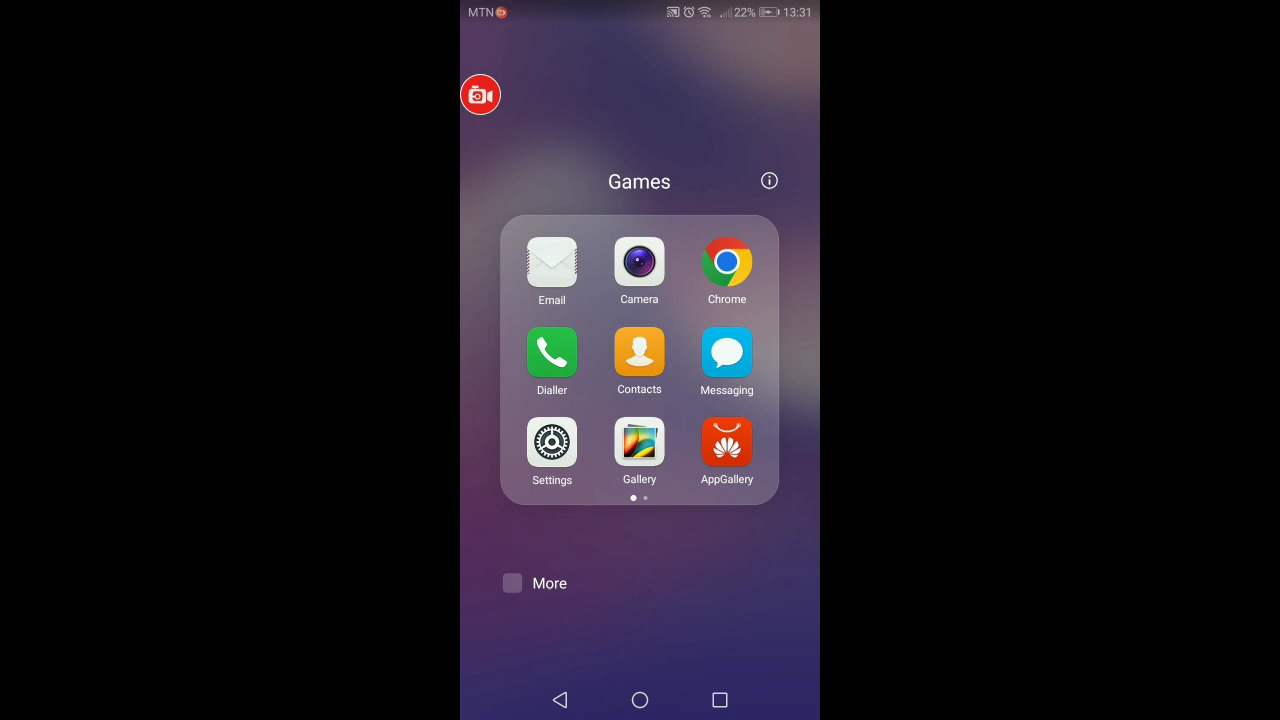 MTN 22% 13:31
Games
Email Camera Chrome
Dialler Contacts Messaging
Settings Gallery AppGallery
More